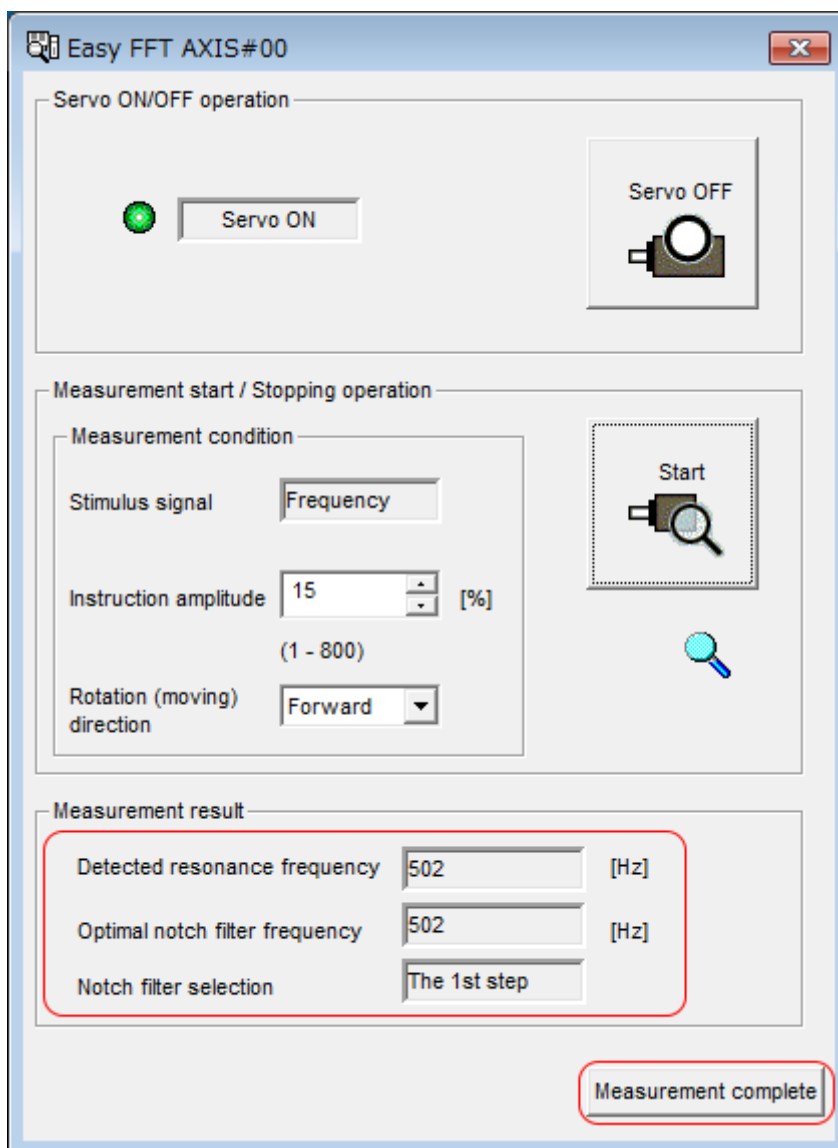 Easy FFT AXIS#00
Servo ON/OFF operation
Servo ON
Servo OFF
Measurement start / Stopping operation
Measurement condition
Start
Stimulus signal
Frequency
Instruction amplitude
15
[%]
(1 - 800)
Rotation (moving)
direction
Forward
Measurement result
Detected resonance frequency
502
[Hz]
Optimal notch filter frequency
502
[Hz]
Notch filter selection
The 1st step
Measurement complete